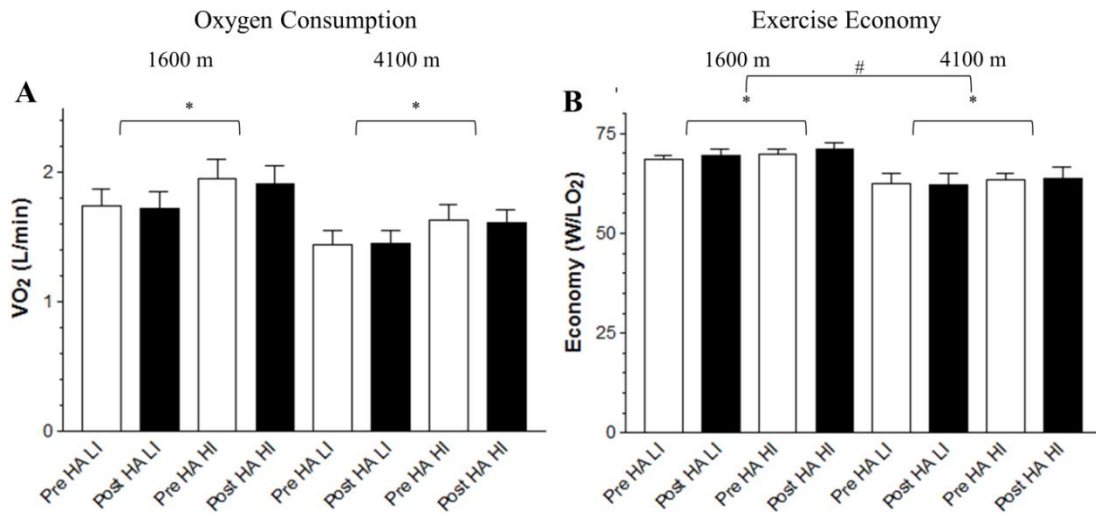 Oxygen Consumption
1600 m 4100 m
A
* *
VO2 (L/min)
2
1
0
Pre HA LI
Post HA LI
Pre HA HI
Post HA HI
Pre HA LI
Post HA LI
Pre HA HI
Post HA HI
Exercise Economy
1600 m 4100 m
#
B
* *
Economy (W/LO2)
75
50
25
0
Pre HA LI
Post HA LI
Pre HA HI
Post HA HI
Pre HA LI
Post HA LI
Pre HA HI
Post HA HI